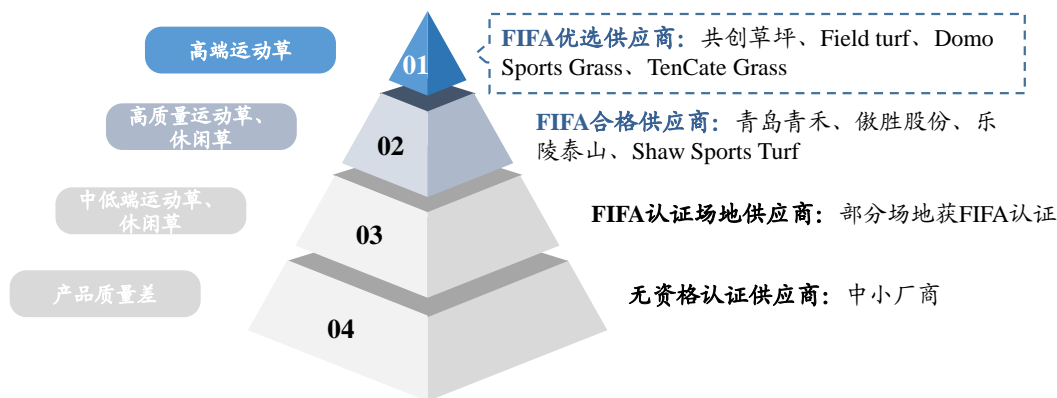 高端运动草
01
FIFA优选供应商：共创草坪、Field turf、Domo
Sports Grass、TenCate Grass
高质量运动草、
休闲草
02
FIFA合格供应商：青岛青禾、傲胜股份、乐
陵泰山、Shaw Sports Turf
中低端运动草、
休闲草
03
FIFA认证场地供应商：部分场地获FIFA认证
产品质量差
04
无资格认证供应商：中小厂商